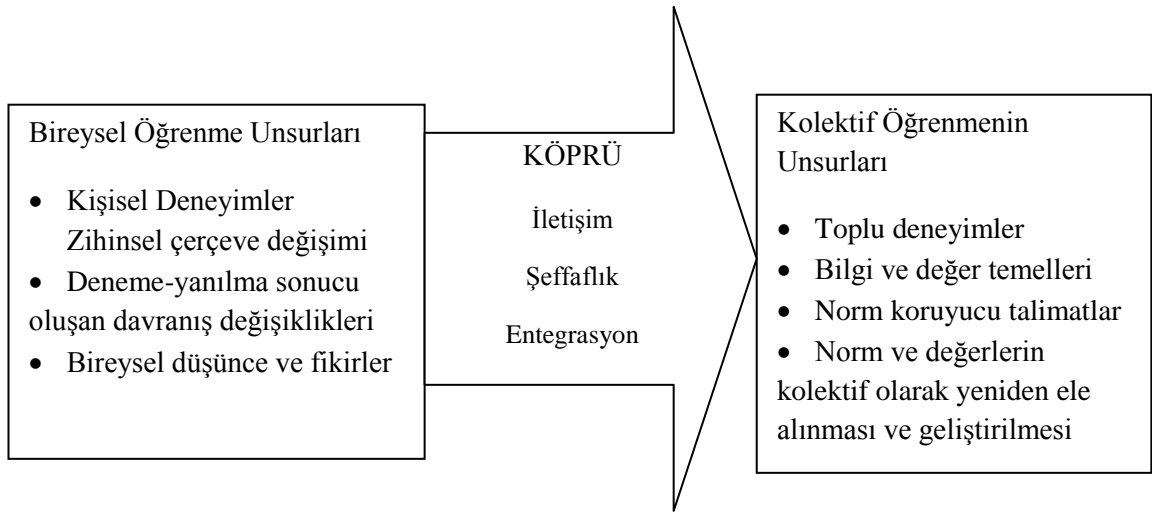 Bireysel Öğrenme Unsurları
• Kişisel Deneyimler
Zihinsel çerçeve değişimi
• Deneme-yanılma sonucu
oluşan davranış değişiklikleri
• Bireysel düşünce ve fikirler
KÖPRÜ
İletişim
Şeffaflık
Entegrasyon
Kolektif Öğrenmenin
Unsurları
• Toplu deneyimler
• Bilgi ve değer temelleri
• Norm koruyucu talimatlar
• Norm ve değerlerin
kolektif olarak yeniden ele
alınması ve geliştirilmesi